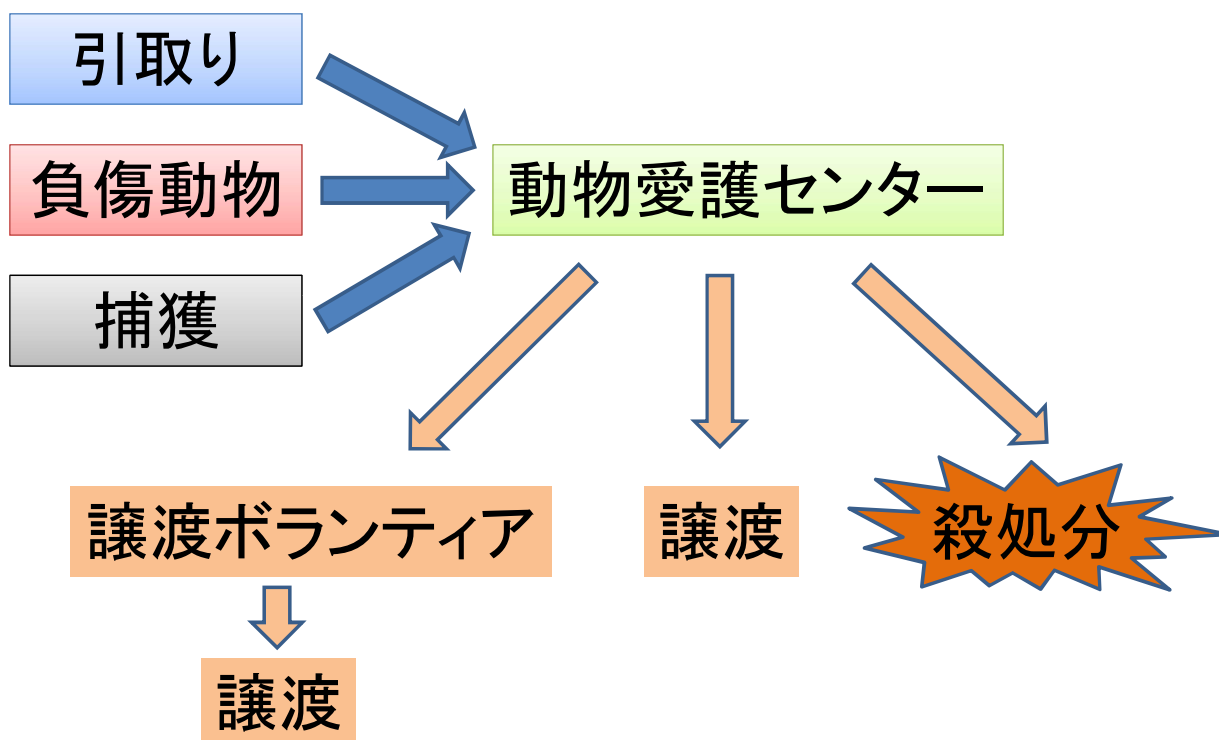 引取り
負傷動物
動物愛護センター
捕獲
譲渡ボランティア
譲渡
殺処分
譲渡